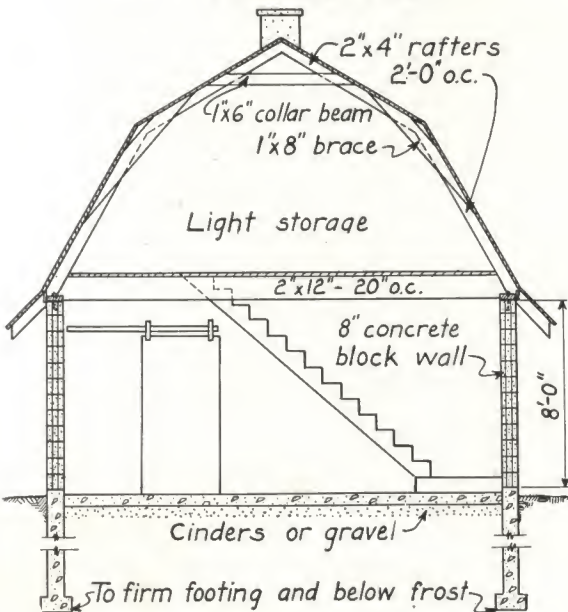 2"x4" rafters
2'-0" o.c.
1"x6" collar beam
1"x8" brace
Light storage
2"x12"- 20" o.c.
8" concrete
block wall
8'-0"
Cinders or gravel
To firm footing and below frost